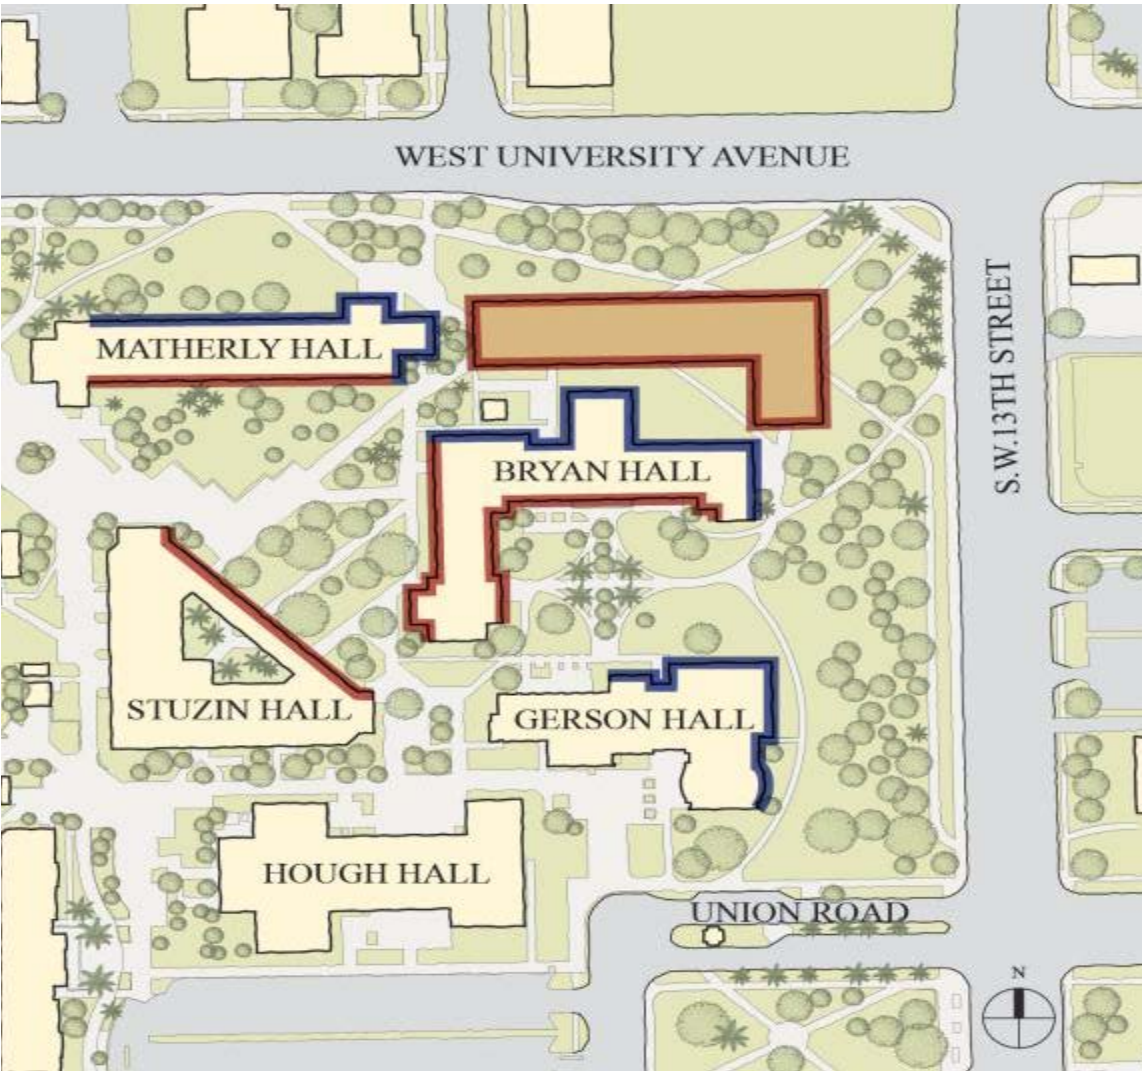 WEST UNIVERSITY AVENUE
S.W.13TH STREET
MATHERLY HALL
BRYAN HALL
STUZIN HALL
GERSON HALL
HOUGH HALL
UNION ROAD
N